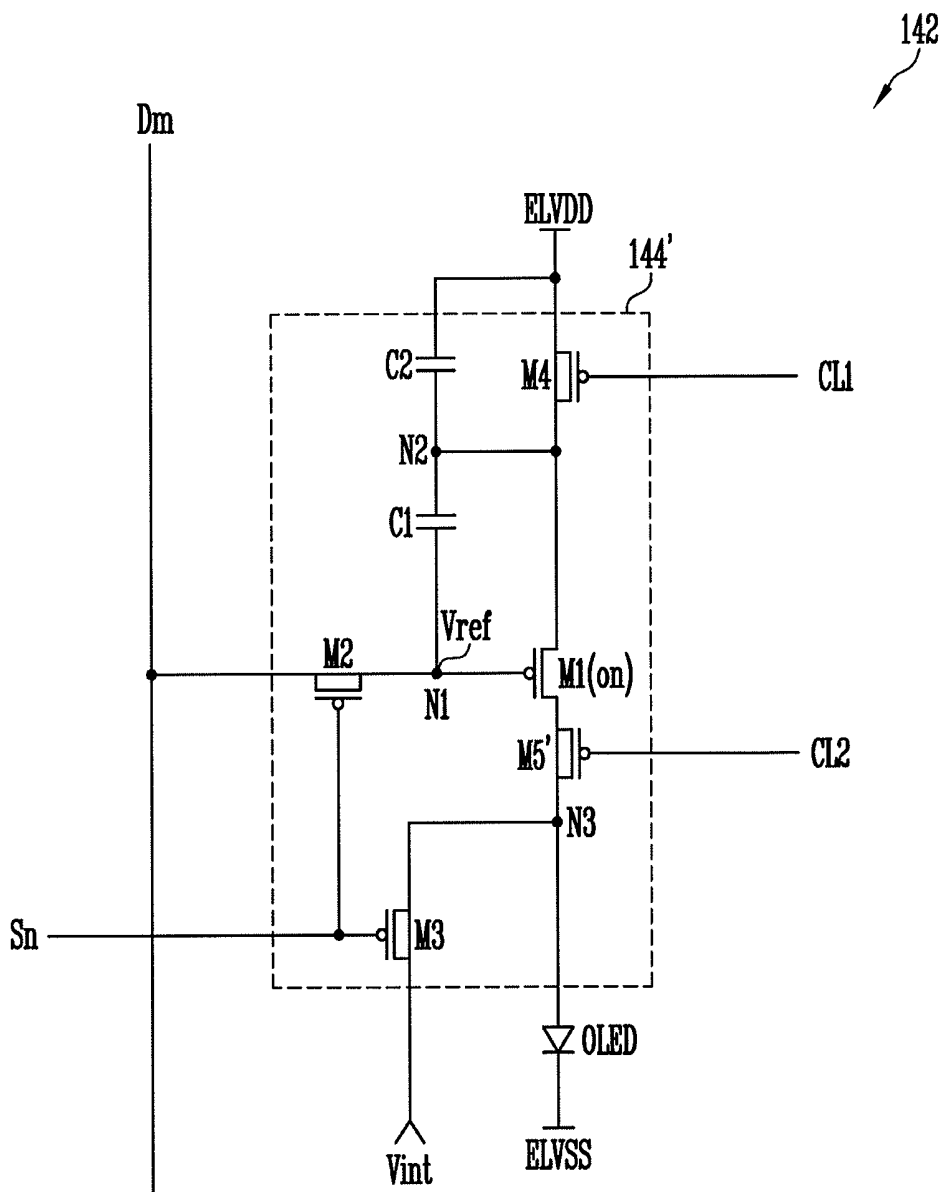 142
Dm
ELVDD
144'
C2
M4
CL1
N2
C1
Vref
M2
N1
M1(on)
M5'
CL2
N3
Sn
M3
OLED
Vint
ELVSS